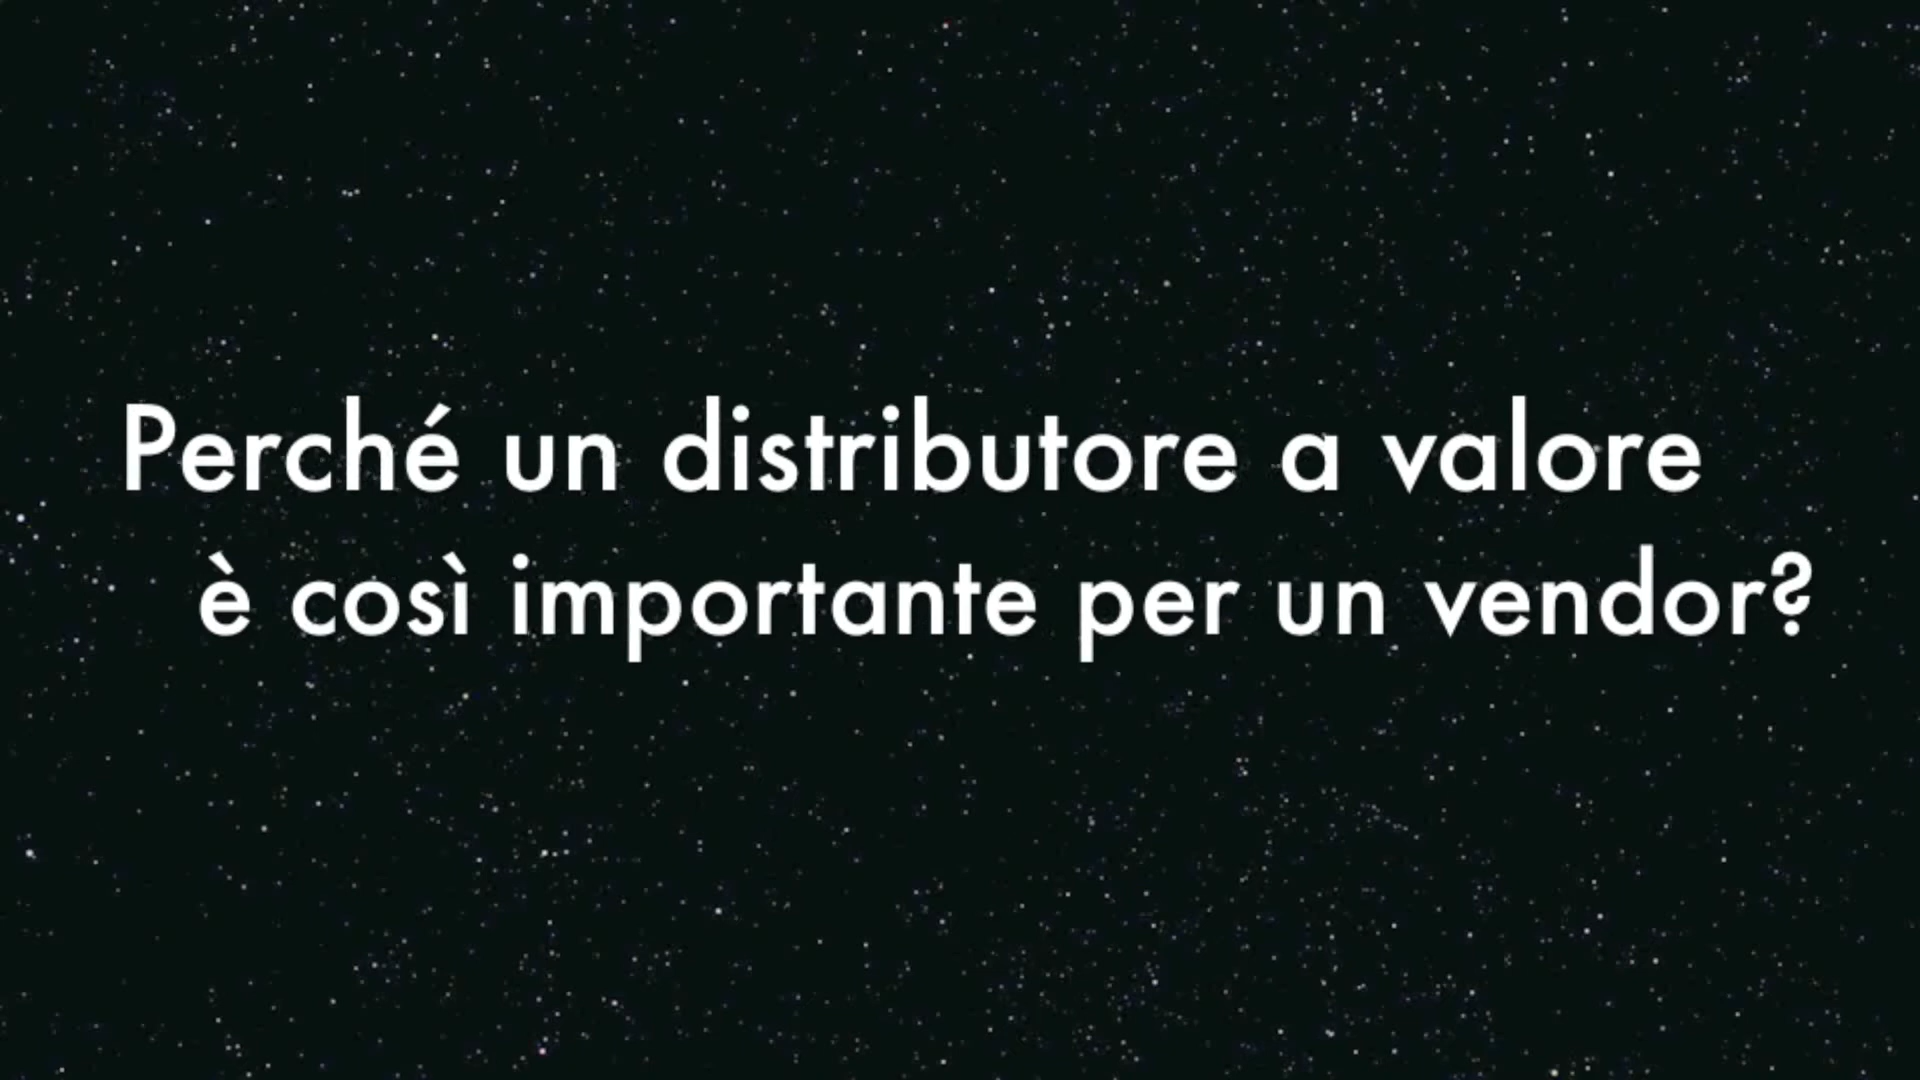 Perché un distributore a valore
è così importante per un vendor?